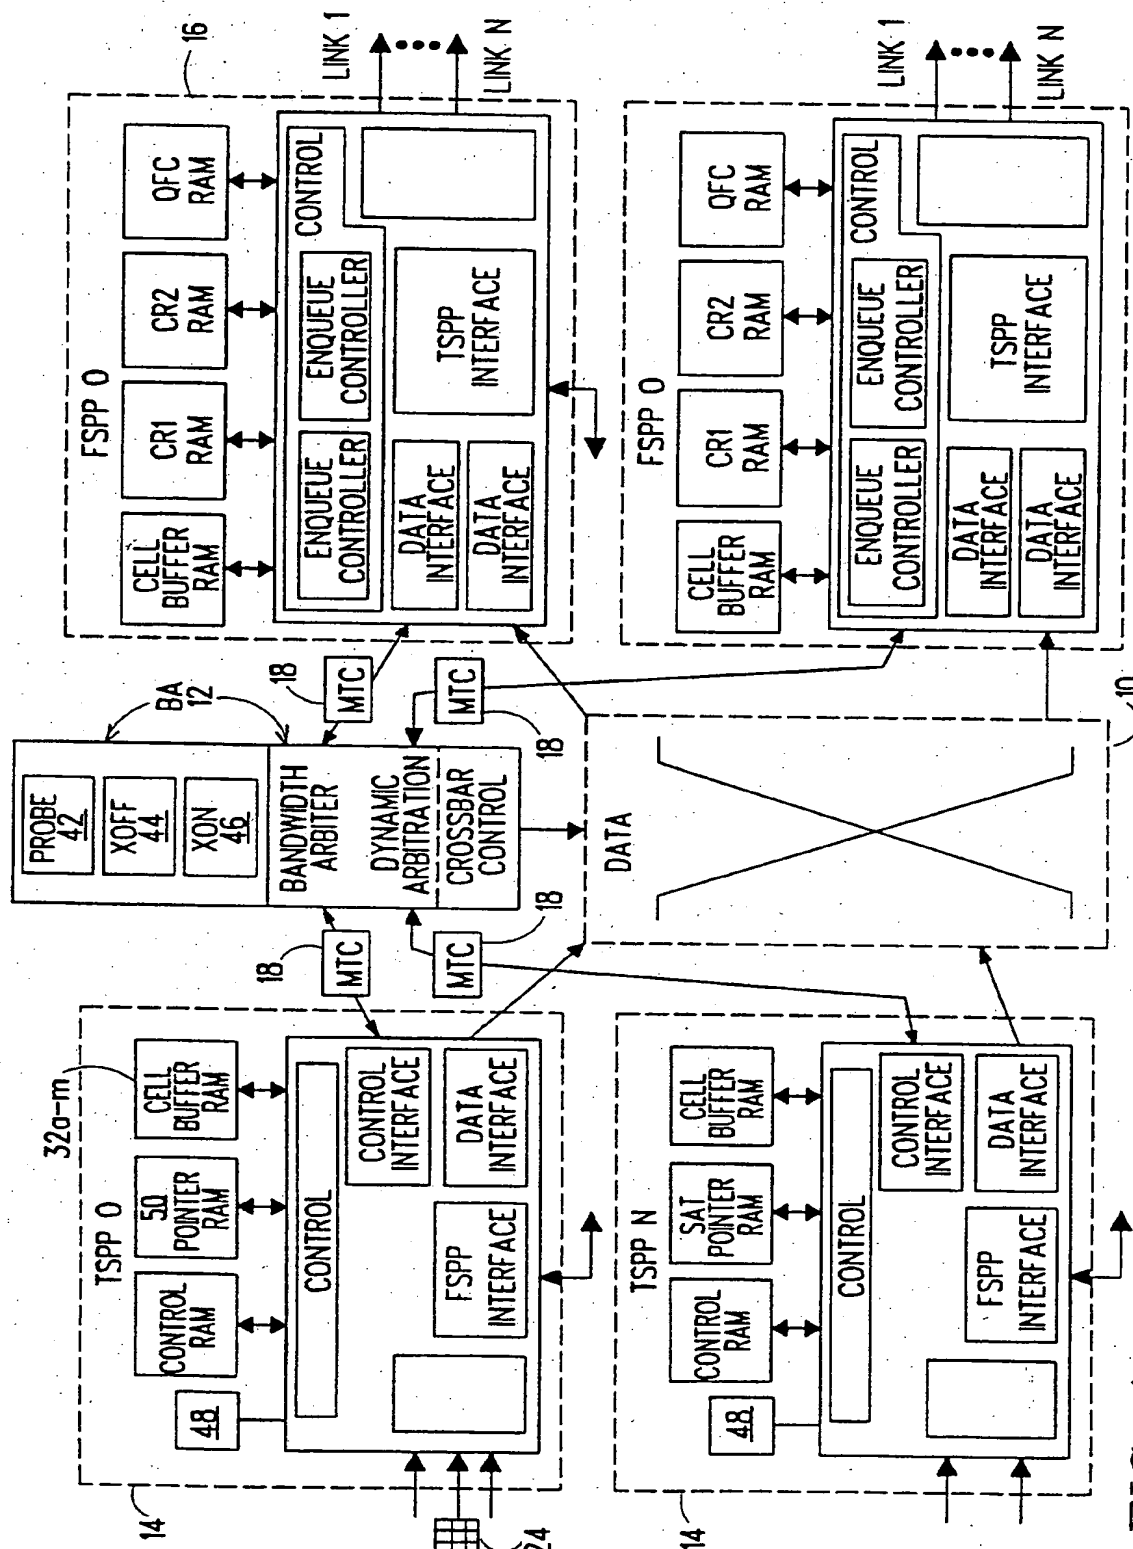 32a-m
TSPP 0
CONTROL
RAM
50
POINTER
RAM
CELL
BUFFER
RAM
48
CONTROL
CONTROL
INTERFACE
FSPP
INTERFACE
DATA
INTERFACE
14
24
TSPP N
CONTROL
RAM
SAT
POINTER
RAM
CELL
BUFFER
RAM
48
CONTROL
CONTROL
INTERFACE
FSPP
INTERFACE
DATA
INTERFACE
14
BA
12
PROBE
42
XOFF
44
XON
46
BANDWIDTH
ARBITER
DYNAMIC
ARBITRATION
CROSSBAR
CONTROL
18
MTC
MTC
18
18
MTC
MTC
18
DATA
10
16
FSPP 0
CELL
BUFFER
RAM
CR1
RAM
CR2
RAM
QFC
RAM
CONTROL
ENQUEUE
CONTROLLER
ENQUEUE
CONTROLLER
DATA
INTERFACE
DATA
INTERFACE
TSPP
INTERFACE
LINK 1
LINK N
FSPP 0
CELL
BUFFER
RAM
CR1
RAM
CR2
RAM
QFC
RAM
CONTROL
ENQUEUE
CONTROLLER
ENQUEUE
CONTROLLER
DATA
INTERFACE
DATA
INTERFACE
TSPP
INTERFACE
LINK 1
LINK N